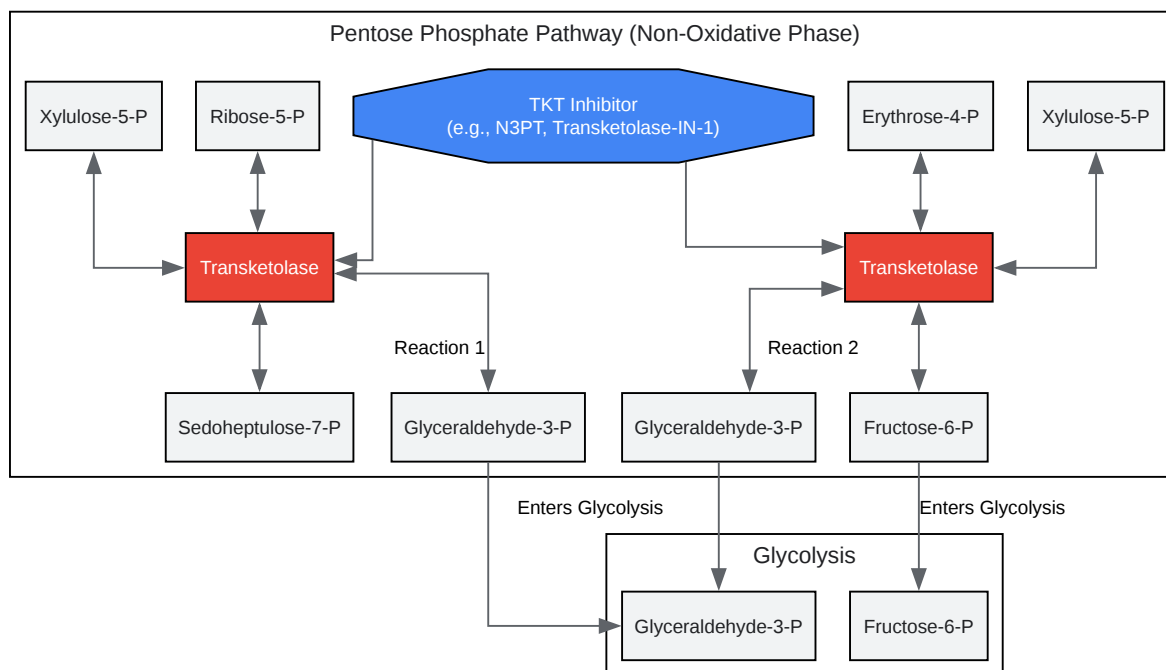 Pentose Phosphate Pathway (Non-Oxidative Phase)
Xylulose-5-P
Ribose-5-P
TKT Inhibitor
(e.g., N3PT, Transketolase-IN-1)
Erythrose-4-P
Xylulose-5-P
Transketolase
Transketolase
Reaction 1
Reaction 2
Sedoheptulose-7-P
Glyceraldehyde-3-P
Glyceraldehyde-3-P
Fructose-6-P
Enters Glycolysis
Enters Glycolysis
Glycolysis
Glyceraldehyde-3-P
Fructose-6-P